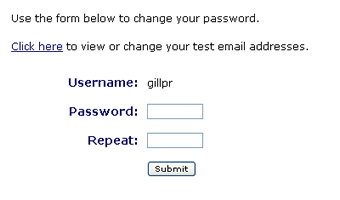 Use the form below to change your password.
Click here to view or change your test email addresses.
Username: gillpr
Password:
Repeat:
Submit